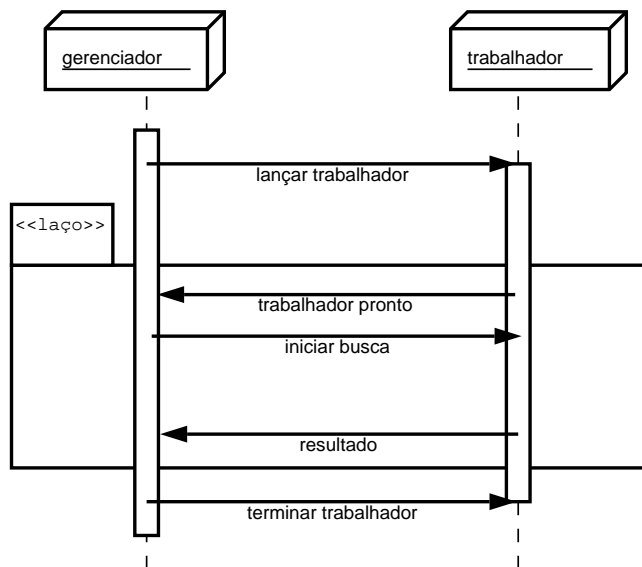 gerenciador
trabalhador
lançar trabalhador
<<laço>>
trabalhador pronto
iniciar busca
resultado
terminar trabalhador